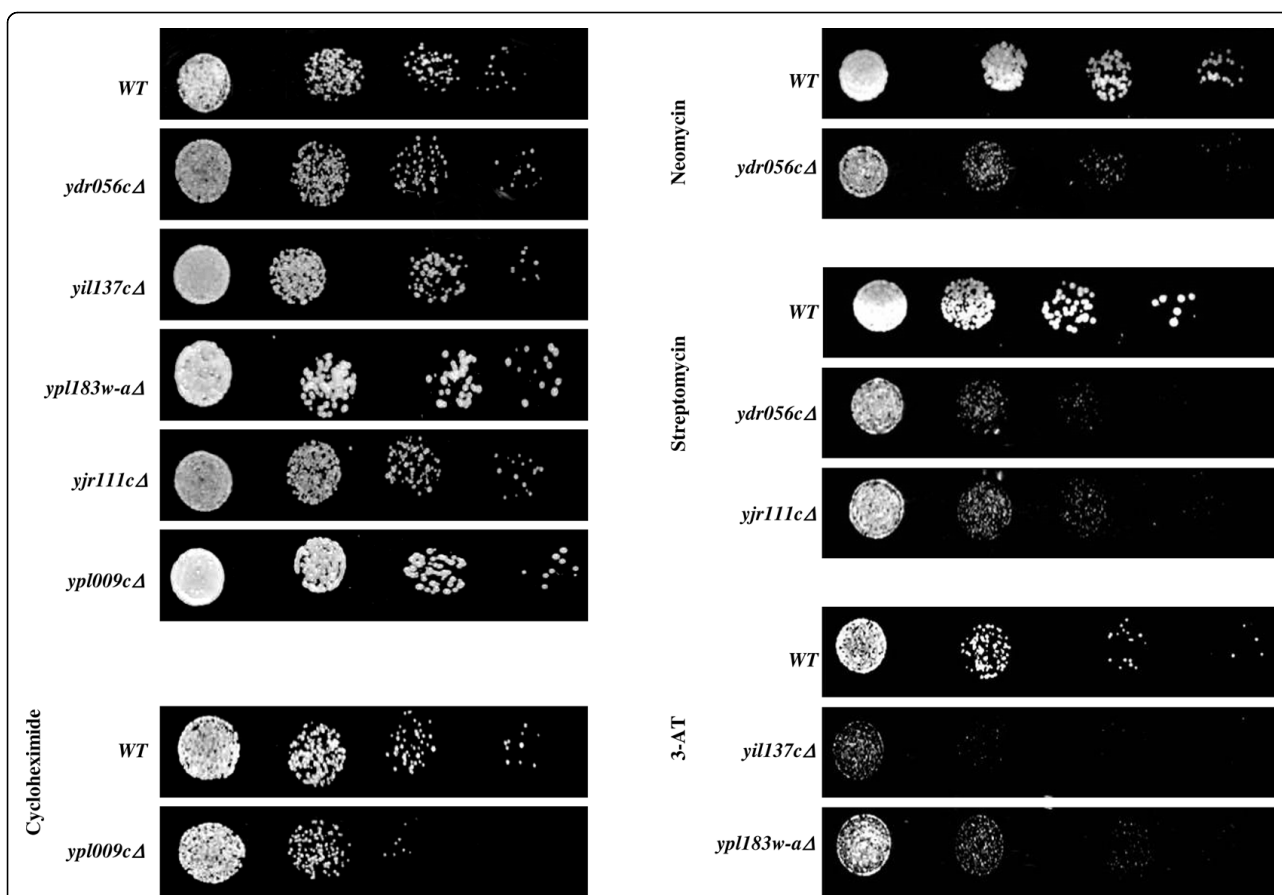 WT
ydr056cΔ
yil137cΔ
ypl183w-aΔ
yjr111cΔ
ypl009cΔ
Cycloheximide
WT
ypl009cΔ
Neomycin
WT
ydr056cΔ
Streptomycin
WT
ydr056cΔ
yjr111cΔ
3-AT
WT
yil137cΔ
ypl183w-aΔ